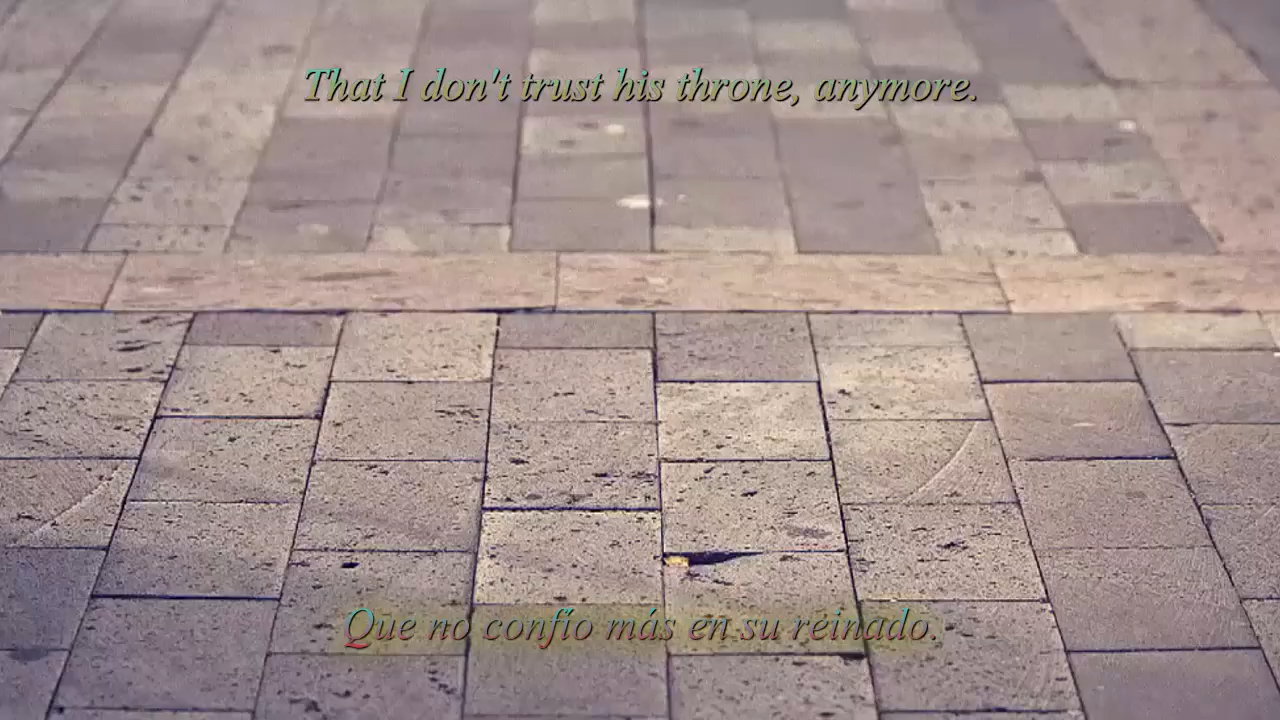 That I don't trust his throne, anymore.
Que no confío más en su reinado.